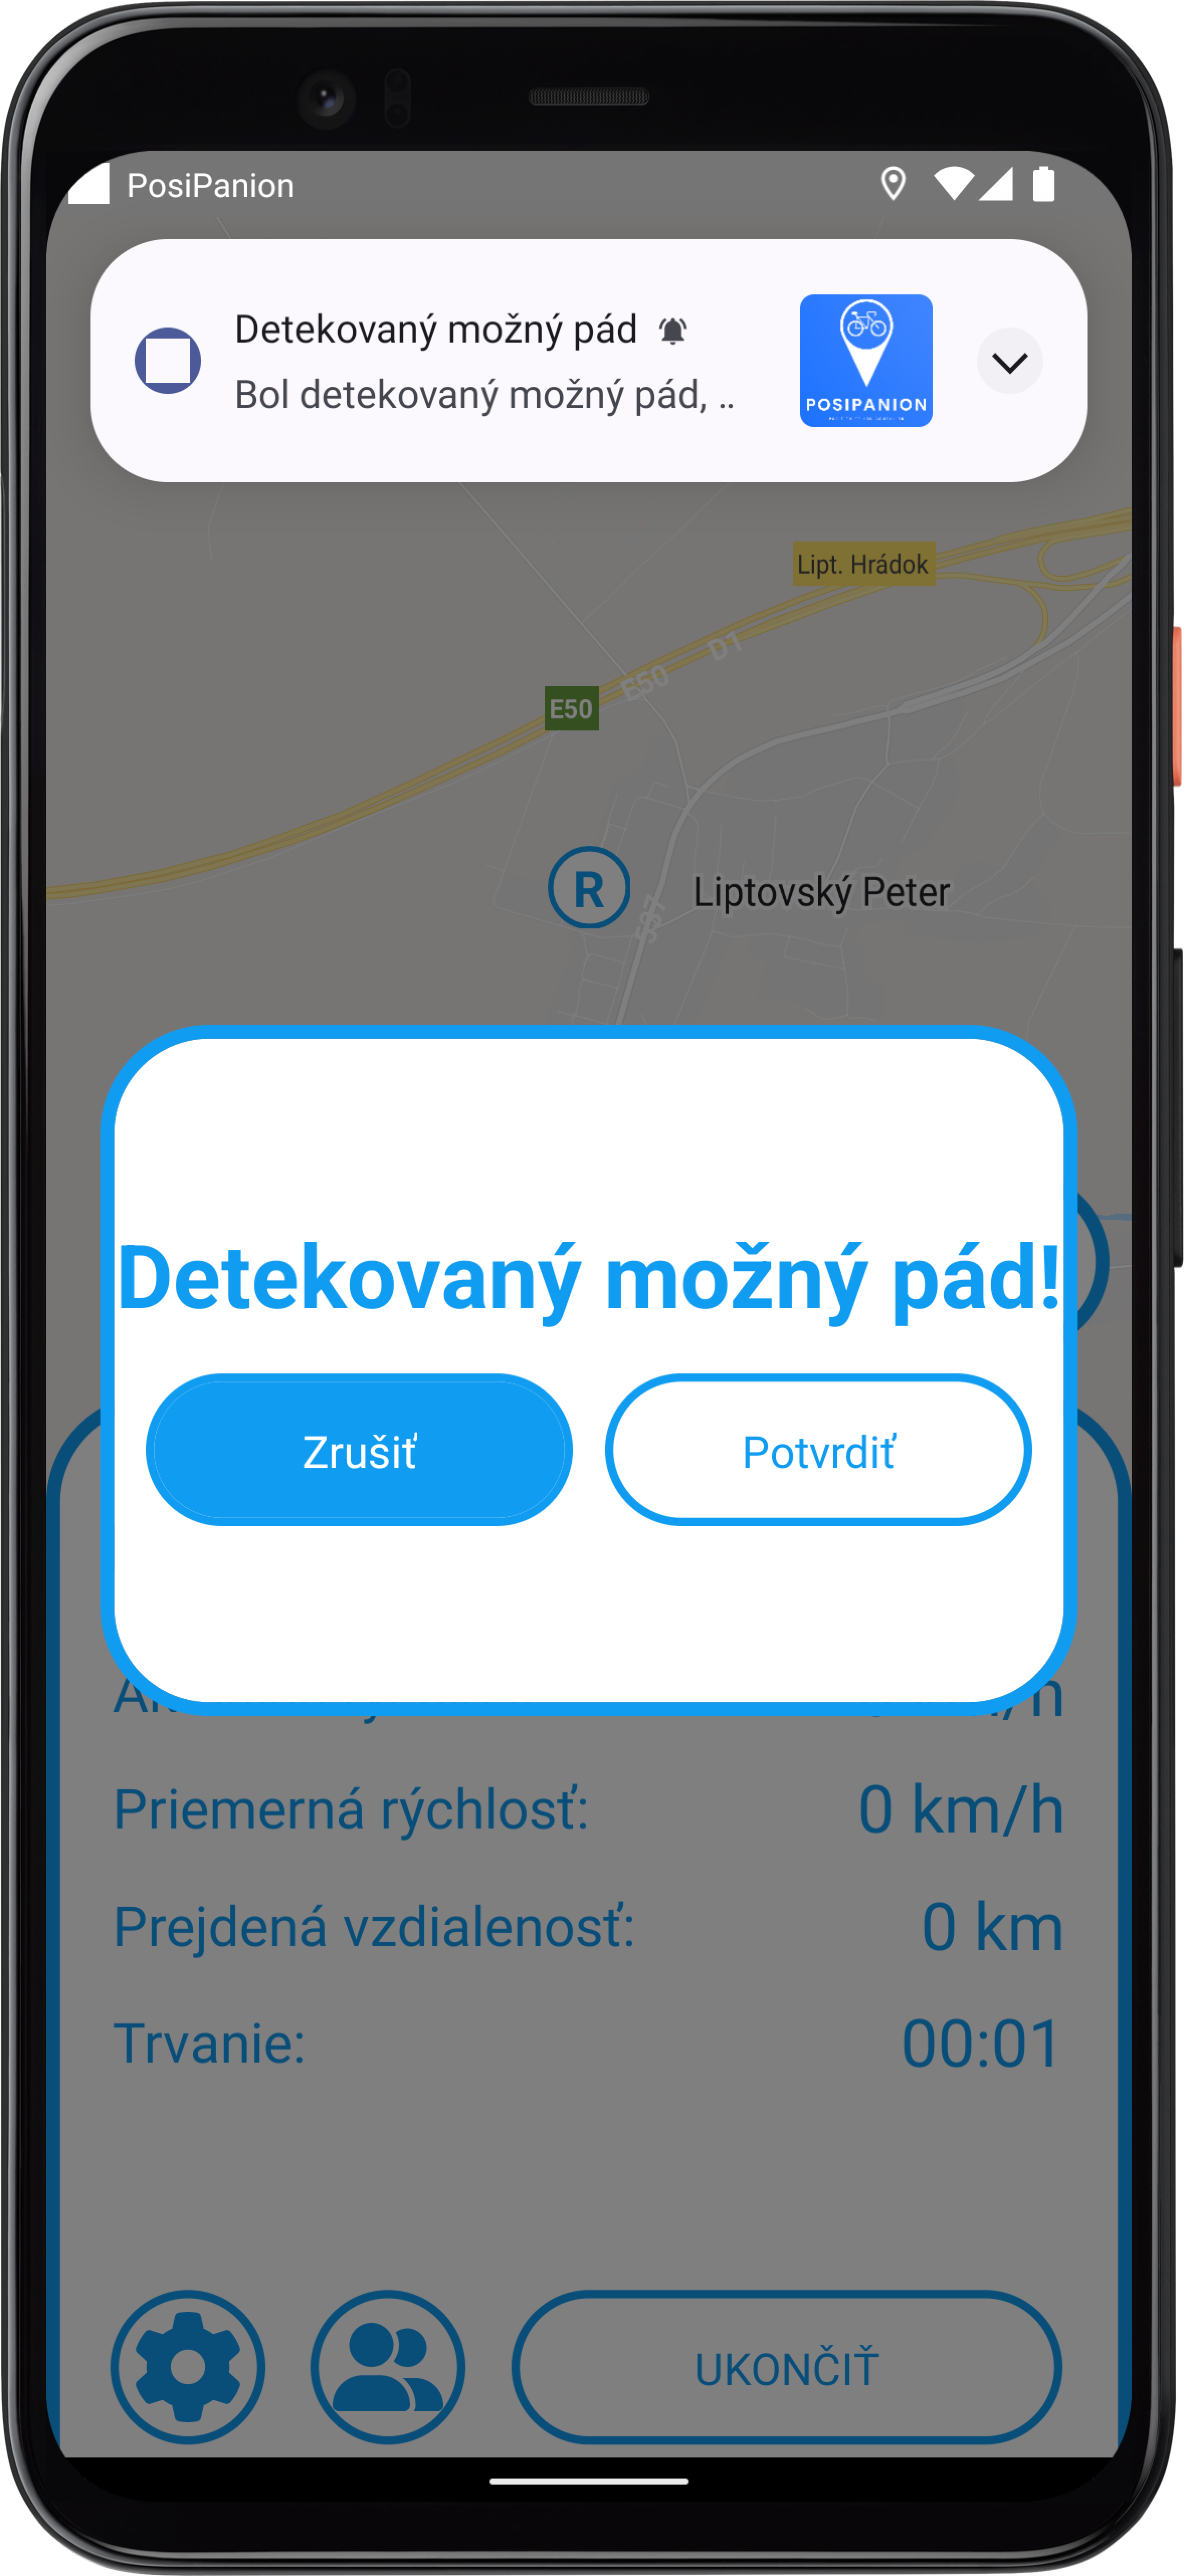 PosiPanion
Detekovaný možný pád
Bol detekovaný možný pád, ..
POSIPANION
Lipt. Hrádok
D1
E50
E50
R
Liptovský Peter
537
Detekovaný možný pád!
Zrušiť
Potvrdiť
Priemerná rýchlosť:
0 km/h
Prejdená vzdialenosť:
0 km
Trvanie:
00:01
UKONČIŤ